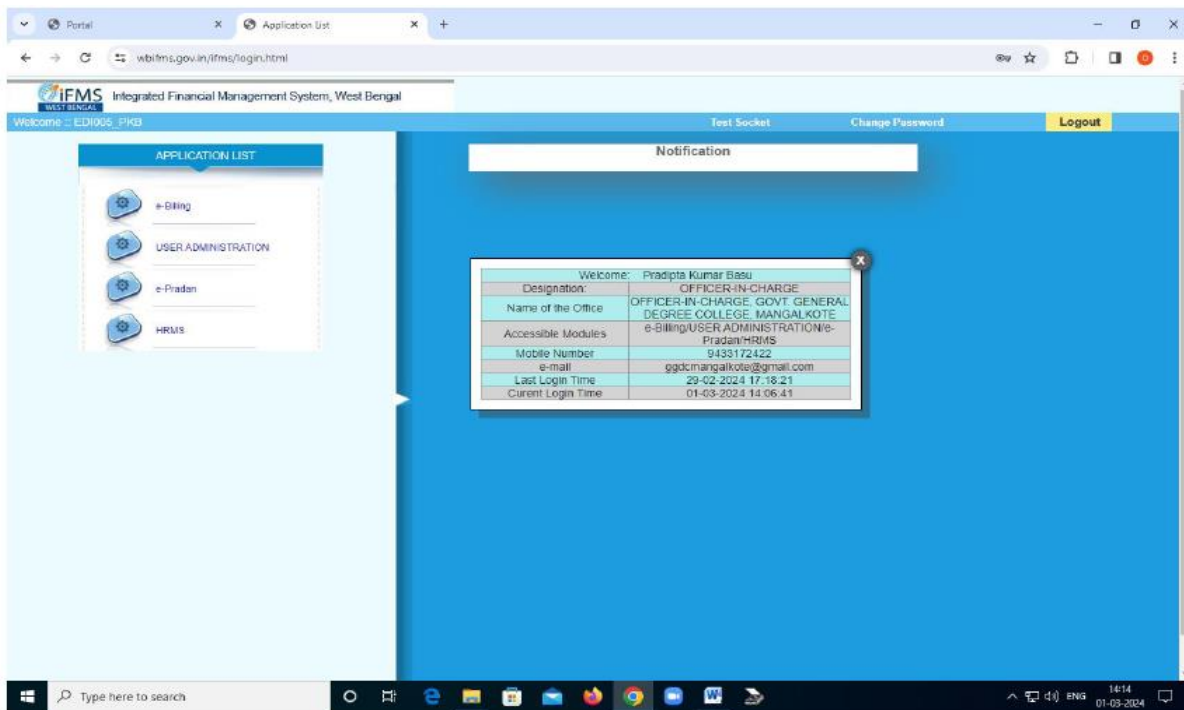 Portal
Application List
wbifms.gov.in/ifms/login.html
iFMS Integrated Financial Management System, West Bengal
WEST BENGAL
Welcome :: EDI005_PKB
Test Socket Change Password Logout
APPLICATION LIST
e-Billing
USER ADMINISTRATION
e-Pradan
HRMS
Notification
X
Welcome: Pradipta Kumar Basu
Designation: OFFICER-IN-CHARGE
Name of the Office OFFICER-IN-CHARGE, GOVT. GENERAL
DEGREE COLLEGE, MANGALKOTE
Accessible Modules e-Billing/USER ADMINISTRATION/e-
Pradan/HRMS
Mobile Number 9433172422
e-mail ggdcmangalkote@gmail.com
Last Login Time 29-02-2024 17:18:21
Curent Login Time 01-03-2024 14:06:41
Type here to search
ENG
14:14
01-03-2024